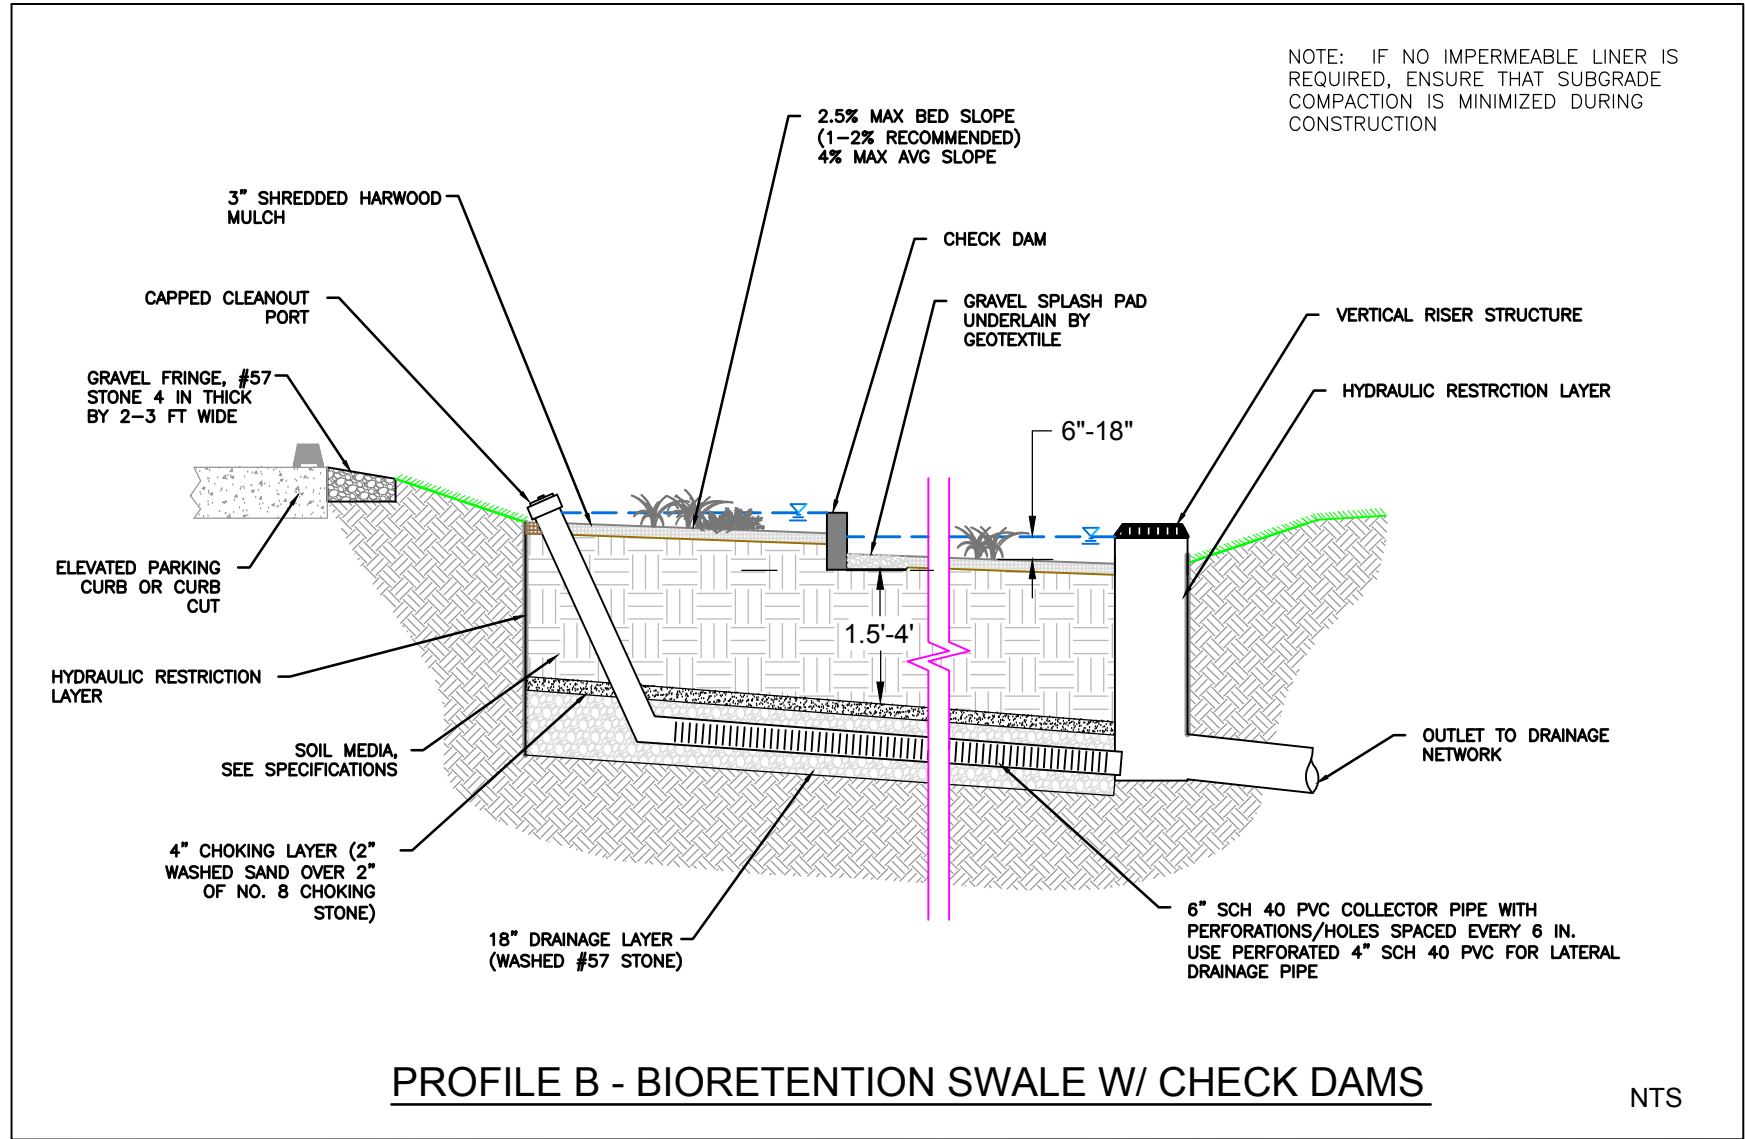 NOTE: IF NO IMPERMEABLE LINER IS
REQUIRED, ENSURE THAT SUBGRADE
COMPACTION IS MINIMIZED DURING
CONSTRUCTION
2.5% MAX BED SLOPE
(1-2% RECOMMENDED)
4% MAX AVG SLOPE
3" SHREDDED HARWOOD
MULCH
CHECK DAM
CAPPED CLEANOUT
PORT
GRAVEL SPLASH PAD
UNDERLAIN BY
GEOTEXTILE
VERTICAL RISER STRUCTURE
GRAVEL FRINGE, #57
STONE 4 IN THICK
BY 2-3 FT WIDE
HYDRAULIC RESTRCTION LAYER
6"-18"
ELEVATED PARKING
CURB OR CURB
CUT
1.5'-4'
HYDRAULIC RESTRICTION
LAYER
SOIL MEDIA,
SEE SPECIFICATIONS
OUTLET TO DRAINAGE
NETWORK
4" CHOKING LAYER (2"
WASHED SAND OVER 2"
OF NO. 8 CHOKING
STONE)
18" DRAINAGE LAYER
(WASHED #57 STONE)
6" SCH 40 PVC COLLECTOR PIPE WITH
PERFORATIONS/HOLES SPACED EVERY 6 IN.
USE PERFORATED 4" SCH 40 PVC FOR LATERAL
DRAINAGE PIPE
PROFILE B - BIORETENTION SWALE W/ CHECK DAMS
NTS